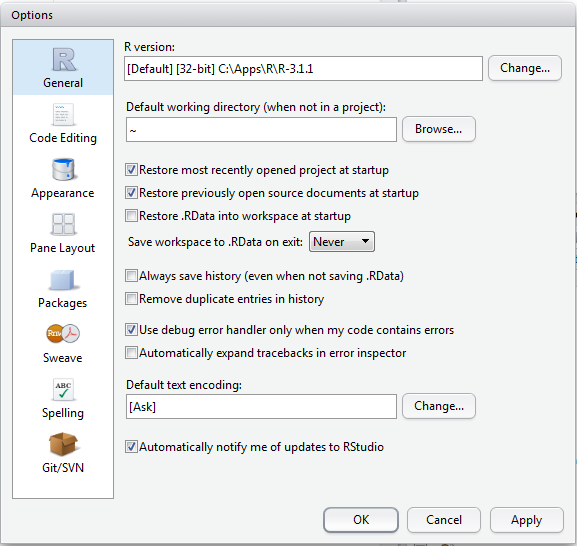 Options
R
General
Code Editing
Appearance
Pane Layout
Packages
Rnw
Sweave
ABC
Spelling
Git/SVN
R version:
[Default] [32-bit] C:\Apps\R\R-3.1.1
Change...
Default working directory (when not in a project):
~
Browse...
Restore most recently opened project at startup
Restore previously open source documents at startup
Restore .RData into workspace at startup
Save workspace to .RData on exit: Never
Always save history (even when not saving .RData)
Remove duplicate entries in history
Use debug error handler only when my code contains errors
Automatically expand tracebacks in error inspector
Default text encoding:
[Ask]
Change...
Automatically notify me of updates to RStudio
OK
Cancel
Apply